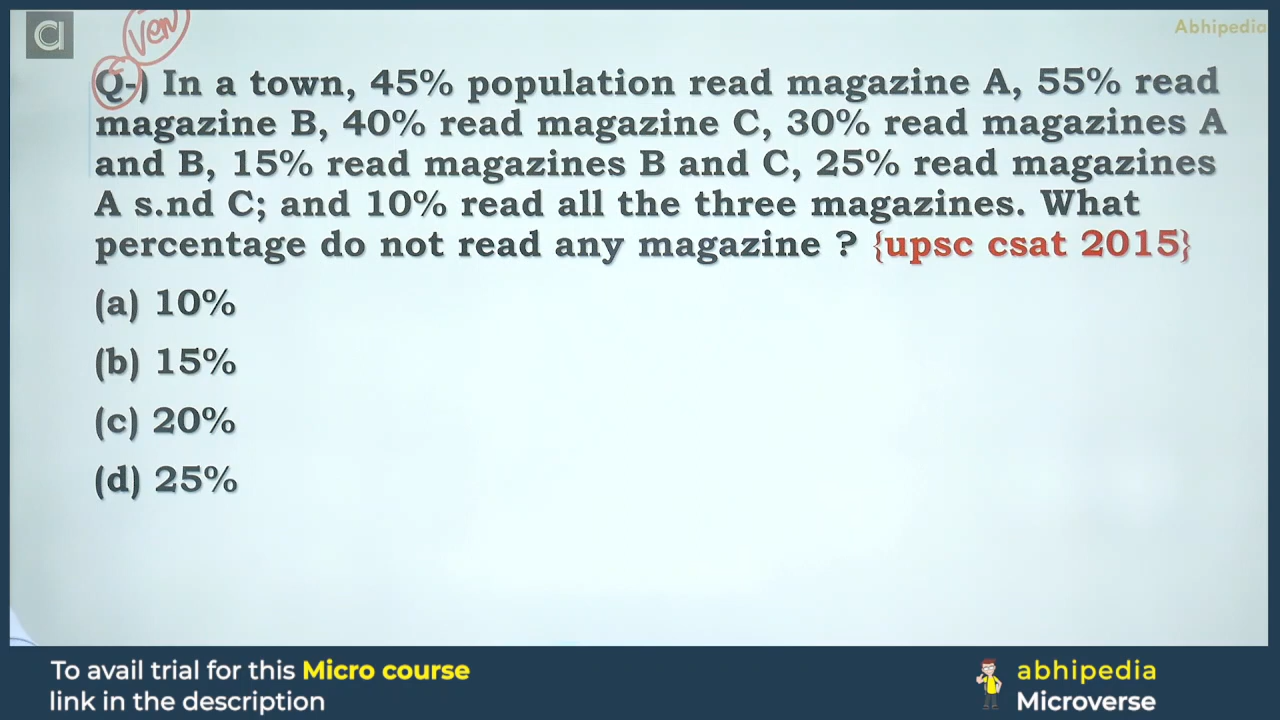 Ven
Abhipedia
Q-) In a town, 45% population read magazine A, 55% read
magazine B, 40% read magazine C, 30% read magazines A
and B, 15% read magazines B and C, 25% read magazines
A s.nd C; and 10% read all the three magazines. What
percentage do not read any magazine ? {upsc csat 2015}
(a) 10%
(b) 15%
(c) 20%
(d) 25%
To avail trial for this Micro course
link in the description
abhipedia
Microverse